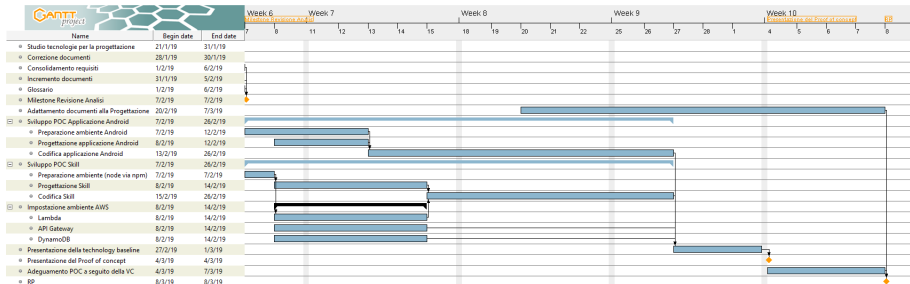 GANTT project
Week 6 Week 7 Week 8 Week 9 Week 10
Milestone Revisione Analisi Presentazione del Proof of concept RP
7 8 11 12 13 14 15 18 19 20 21 22 25 26 27 28 1 4 5 6 7 8
Name Begin date End date
Studio tecnologie per la progettazione 21/1/19 31/1/19
Correzione documenti 28/1/19 30/1/19
Consolidamento requisiti 1/2/19 6/2/19
Incremento documenti 31/1/19 5/2/19
Glossario 1/2/19 6/2/19
Milestone Revisione Analisi 7/2/19 7/2/19
Adattamento documenti alla Progettazione 20/2/19 7/3/19
Sviluppo POC Applicazione Android 7/2/19 26/2/19
Preparazione ambiente Android 7/2/19 12/2/19
Progettazione applicazione Android 8/2/19 12/2/19
Codifica applicazione Android 13/2/19 26/2/19
Sviluppo POC Skill 7/2/19 26/2/19
Preparazione ambiente (node via npm) 7/2/19 7/2/19
Progettazione Skill 8/2/19 14/2/19
Codifica Skill 15/2/19 26/2/19
Impostazione ambiente AWS 8/2/19 14/2/19
Lambda 8/2/19 14/2/19
API Gateway 8/2/19 14/2/19
DynamoDB 8/2/19 14/2/19
Presentazione della technology baseline 27/2/19 1/3/19
Presentazione del Proof of concept 4/3/19 4/3/19
Adeguamento POC a seguito della VC 4/3/19 7/3/19
RP 8/3/19 8/3/19